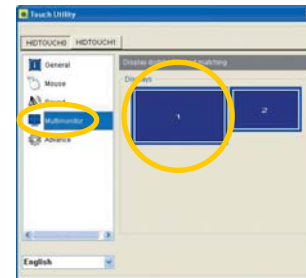 Touch Utility
HIDTOUCH0 HIDTOUCH1
General
Mouse
Sound
Multimonitor
Advance
Displays
1
2
English